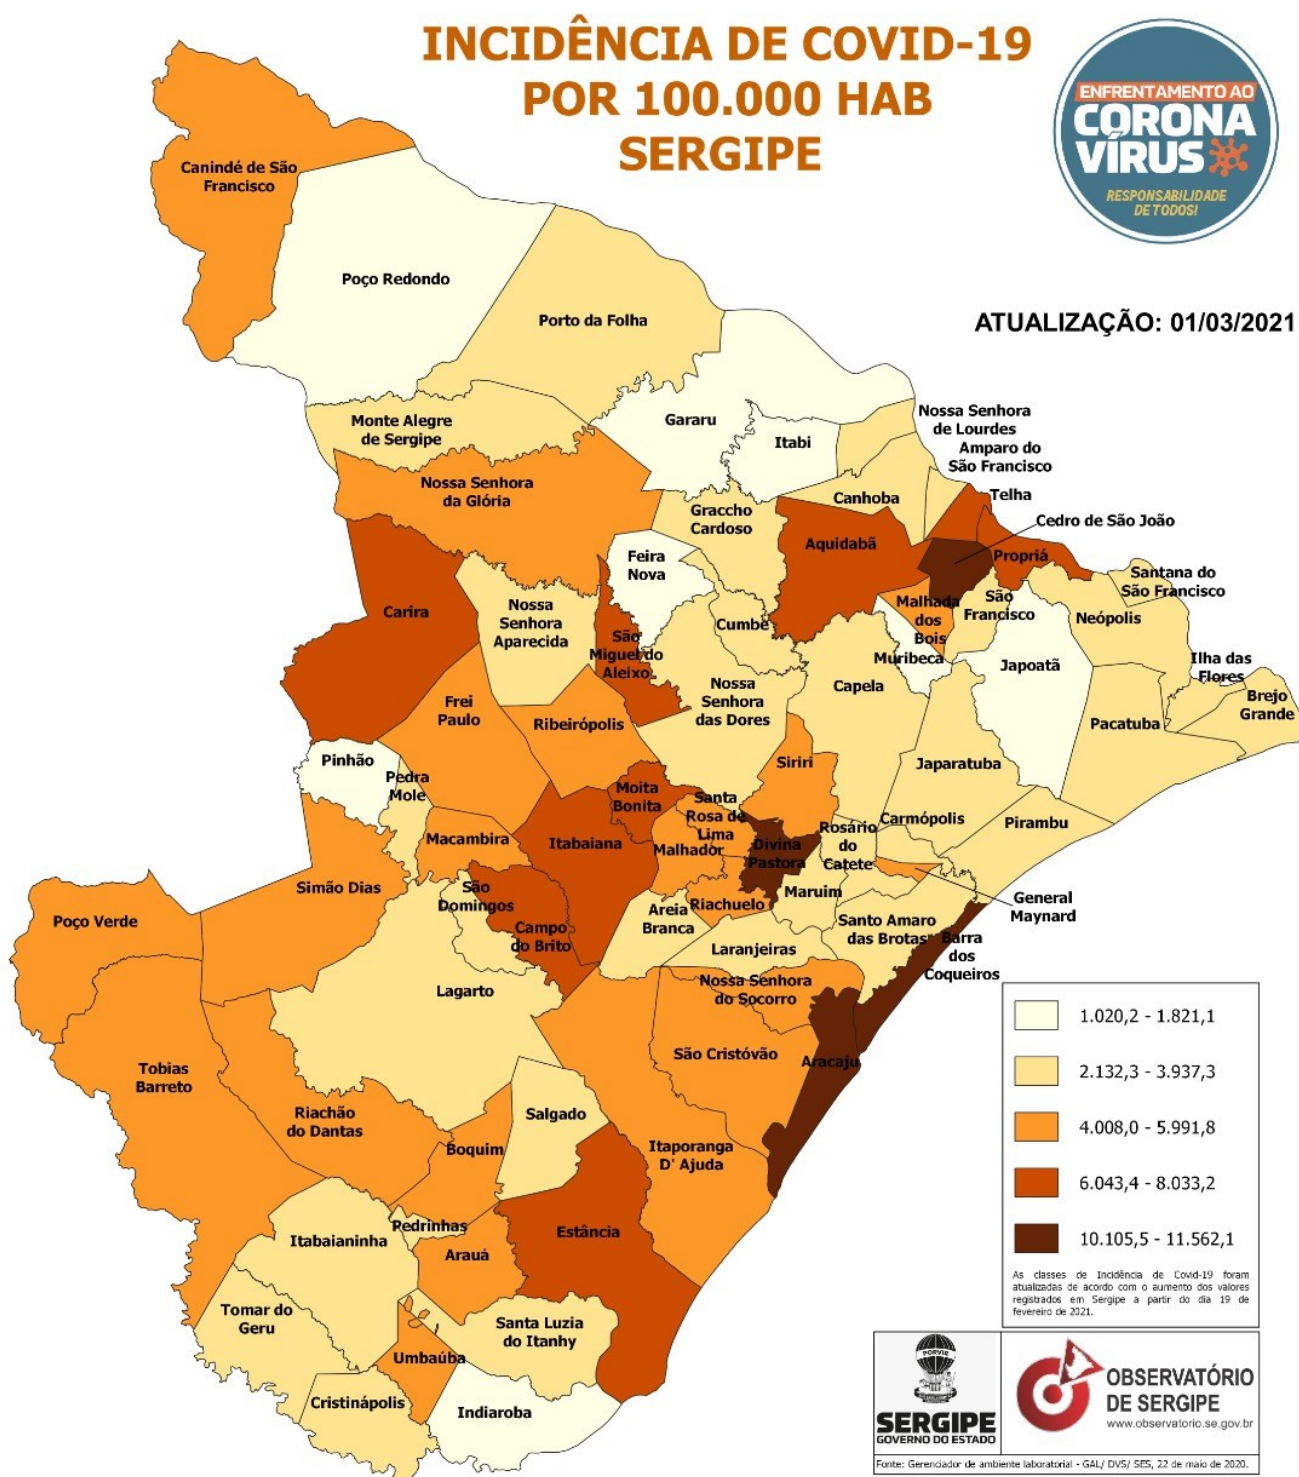 INCIDÊNCIA DE COVID-19
POR 100.000 HAB
SERGIPE
ENFRENTAMENTO AO
CORONA
VÍRUS
RESPONSABILIDADE
DE TODOS!
ATUALIZAÇÃO: 01/03/2021
Canindé de São
Francisco
Poço Redondo
Porto da Folha
Monte Alegre
de Sergipe
Gararu
Itabi
Nossa Senhora
de Lourdes
Amparo do
São Francisco
Nossa Senhora
da Glória
Canhoba
Telha
Graccho
Cardoso
Cedro de São João
Aquidabã
Feira
Nova
Propriá
Santana do
São Francisco
Carira
Nossa
Senhora
Aparecida
São
Miguel do
Aleixo
Cumbe
Malhada
dos
Bois
São
Francisco
Neópolis
Muribeca
Japoatã
Ilha das
Flores
Brejo
Grande
Nossa
Senhora
das Dores
Capela
Frei
Paulo
Ribeirópolis
Pacatuba
Pinhão
Pedra
Mole
Siriri
Japaratuba
Moita
Bonita
Santa
Rosa de
Lima
Carmópolis
Pirambu
Macambira
Itabaiana
Malhador
Divina
Pastora
Rosário
do
Catete
Simão Dias
São
Domingos
Maruim
General
Maynard
Poço Verde
Campo
do Brito
Areia
Branca
Riachuelo
Santo Amaro
das Brotas
Barra
dos
Coqueiros
Laranjeiras
Lagarto
Nossa Senhora
do Socorro
São Cristóvão
Aracaju
Tobias
Barreto
Riachão
do Dantas
Salgado
Boquim
Itaporanga
D' Ajuda
Pedrinhas
Estância
Itabaianinha
Arauá
Tomar do
Geru
Santa Luzia
do Itanhy
Umbaúba
Cristinápolis
Indiaroba
1.020,2 - 1.821,1
2.132,3 - 3.937,3
4.008,0 - 5.991,8
6.043,4 - 8.033,2
10.105,5 - 11.562,1
As classes de Incidência de Covid-19 foram
atualizadas de acordo com o aumento dos valores
registrados em Sergipe a partir do dia 19 de
fevereiro de 2021.
PORVIR
SERGIPE
GOVERNO DO ESTADO
OBSERVATÓRIO
DE SERGIPE
www.observatorio.se.gov.br
Fonte: Gerenciador de ambiente laboratorial - GAL/ DVS/ SES, 22 de maio de 2020.